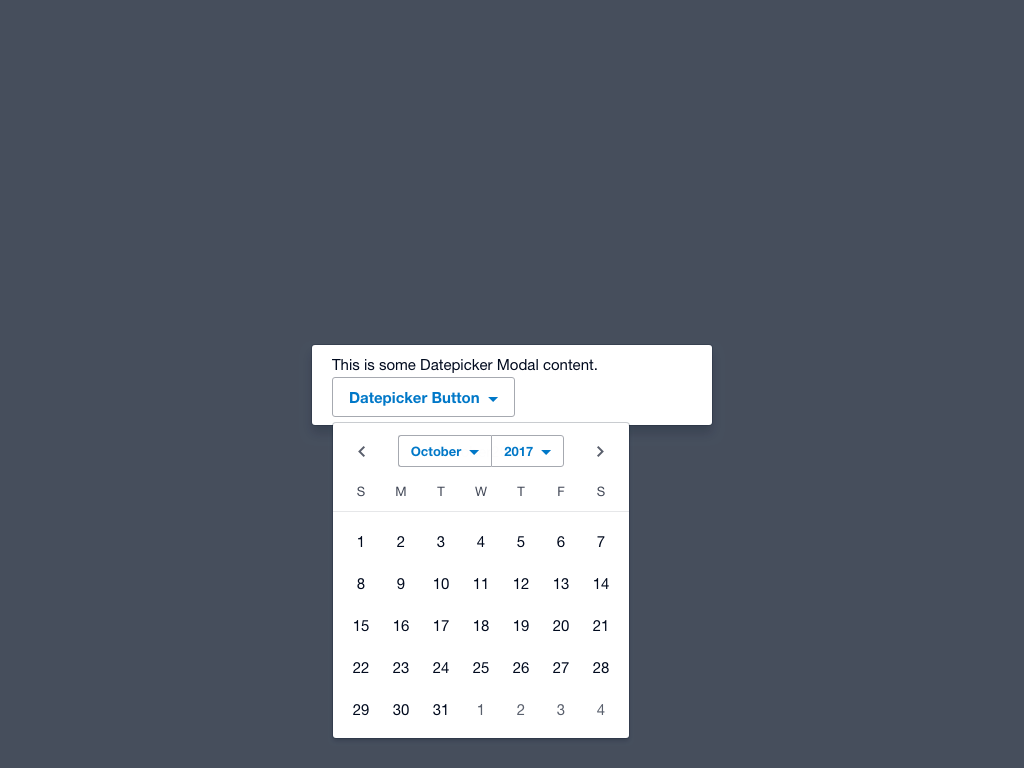 This is some Datepicker Modal content.
Datepicker Button
October 2017
S M T W T F S
1 2 3 4 5 6 7
8 9 10 11 12 13 14
15 16 17 18 19 20 21
22 23 24 25 26 27 28
29 30 31 1 2 3 4